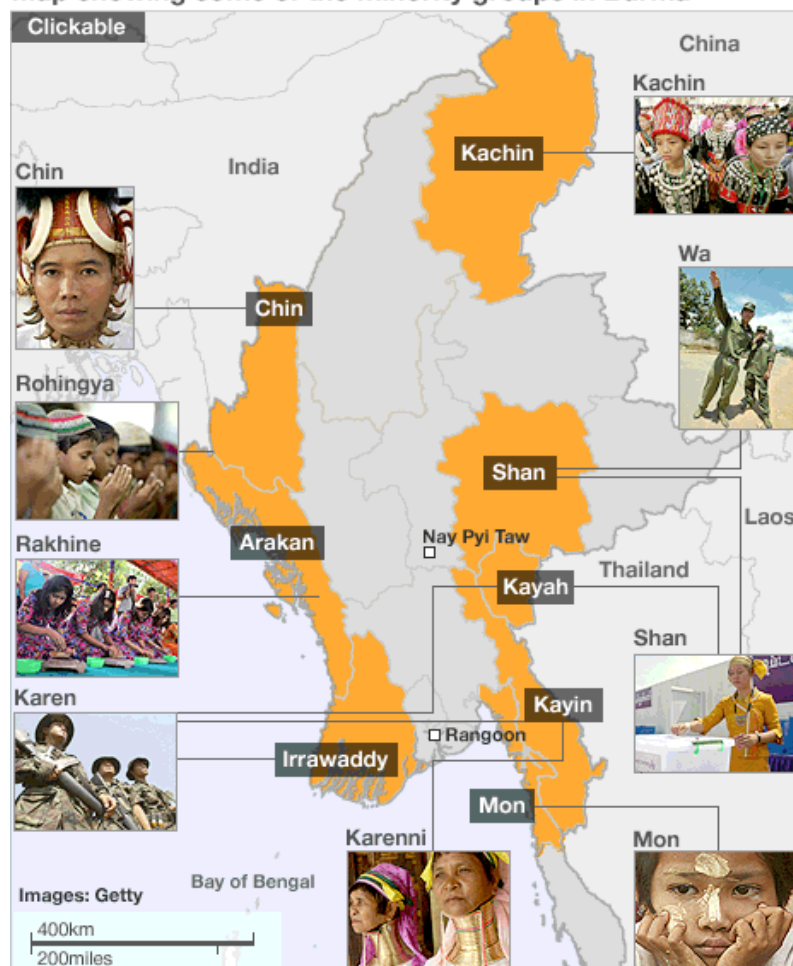 Clickable
China
Kachin
Kachin
India
Chin
Wa
Chin
Rohingya
Shan
Laos
Nay Pyi Taw
Rakhine
Arakan
Thailand
Kayah
Shan
Karen
Kayin
Rangoon
Irrawaddy
Mon
Karenni
Mon
Bay of Bengal
Images: Getty
400km
200miles